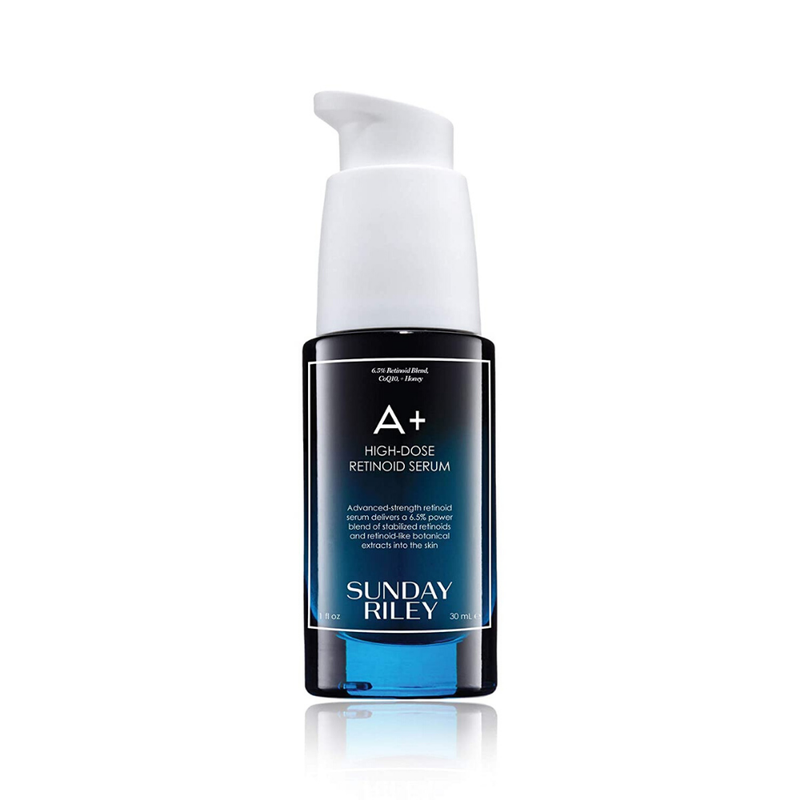 6.5% Retinoid Blend,
CoQ10, + Honey
A+
HIGH-DOSE
RETINOID SERUM
Advanced-strength retinoid
serum delivers a 6.5% power
blend of stabilized retinoids
and retinoid-like botanical
extracts into the skin
SUNDAY
RILEY
1 fl oz 30 mL e